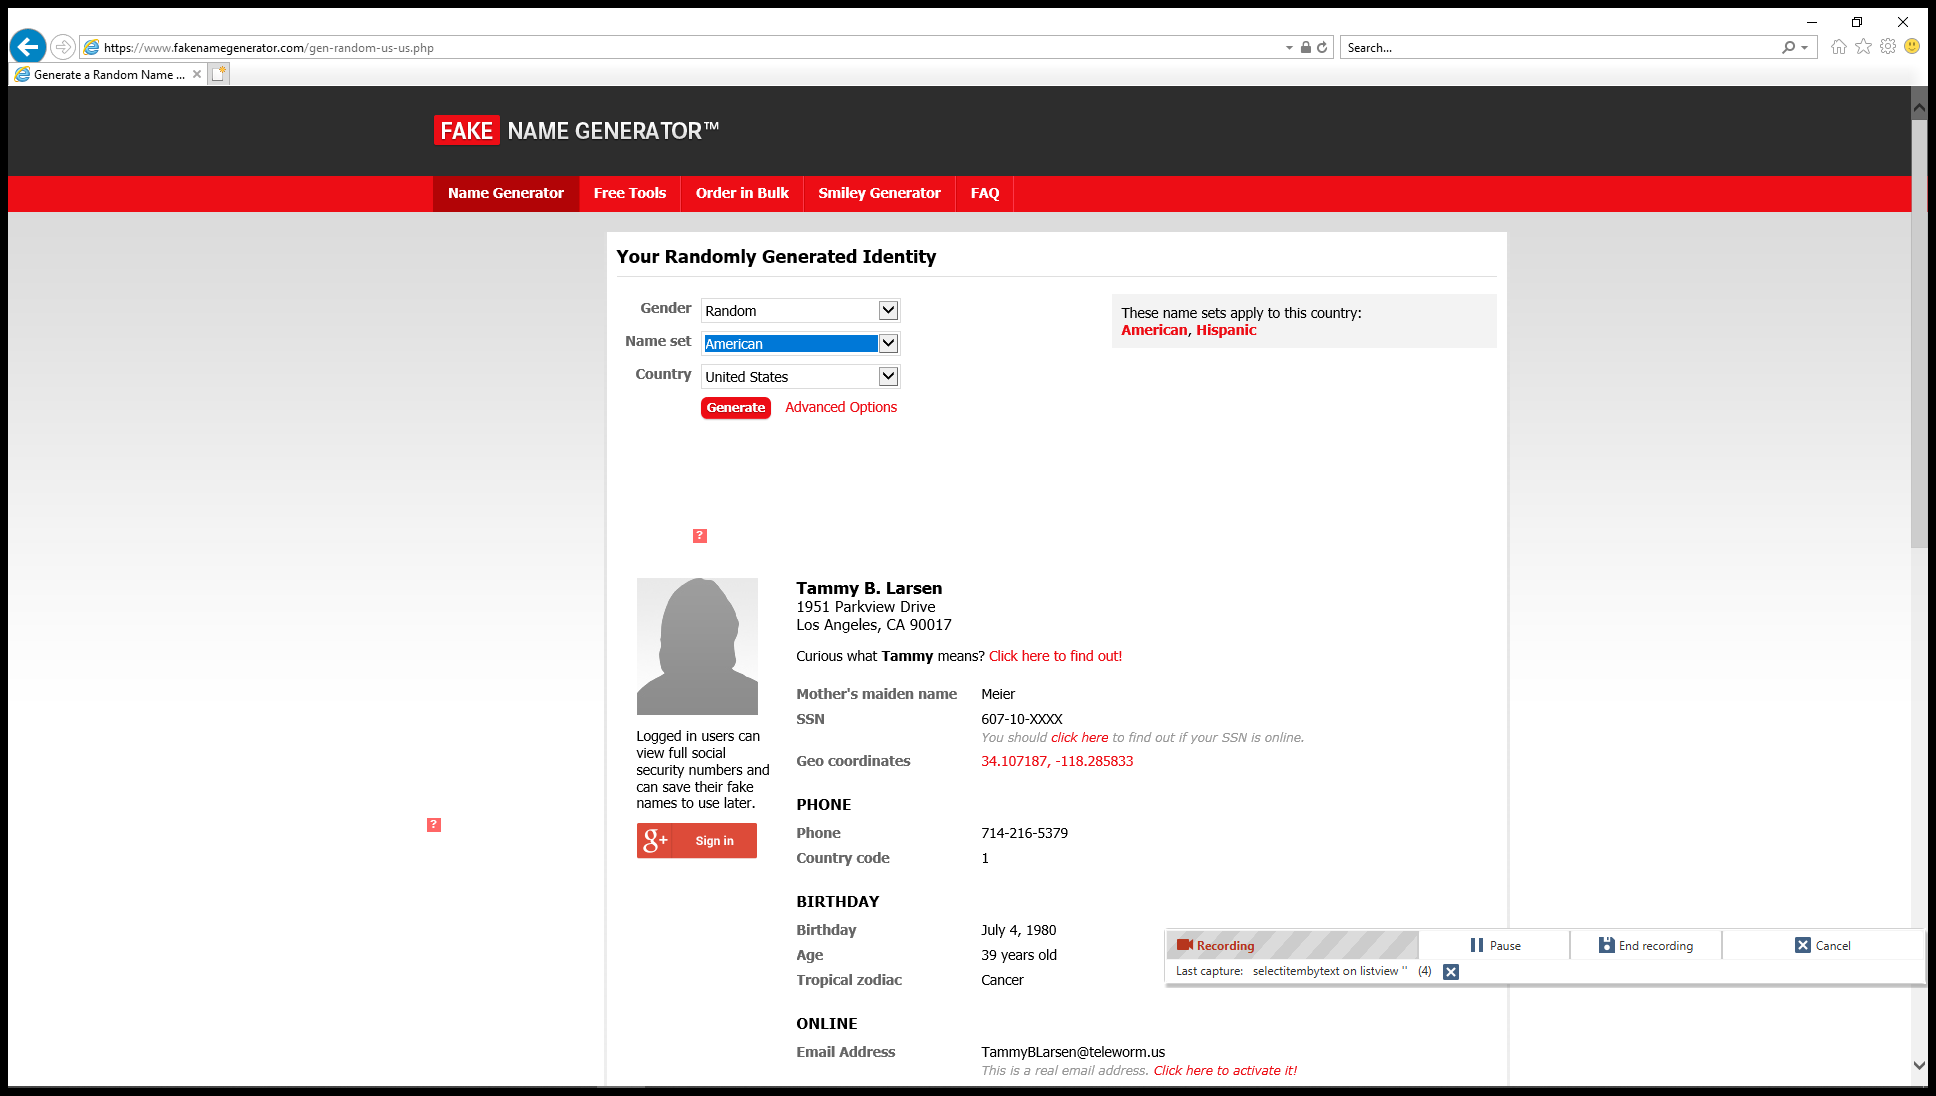 https://www.fakenamegenerator.com/gen-random-us-us.php
Search...
Generate a Random Name ...
FAKE NAME GENERATOR™
Name Generator
Free Tools
Order in Bulk
Smiley Generator
FAQ
Your Randomly Generated Identity
Gender
Random
Name set
American
Country
United States
Generate
Advanced Options
These name sets apply to this country:
American, Hispanic
?
Tammy B. Larsen
1951 Parkview Drive
Los Angeles, CA 90017
Curious what Tammy means? Click here to find out!
Mother's maiden name Meier
SSN 607-10-XXXX
You should click here to find out if your SSN is online.
Geo coordinates 34.107187, -118.285833
Logged in users can
view full social
security numbers and
can save their fake
names to use later.
?
g+ Sign in
PHONE
Phone 714-216-5379
Country code 1
BIRTHDAY
Birthday July 4, 1980
Age 39 years old
Tropical zodiac Cancer
ONLINE
Email Address TammyBLarsen@teleworm.us
This is a real email address. Click here to activate it!
Recording
Pause
End recording
Cancel
Last capture: selectitembytext on listview '' (4)